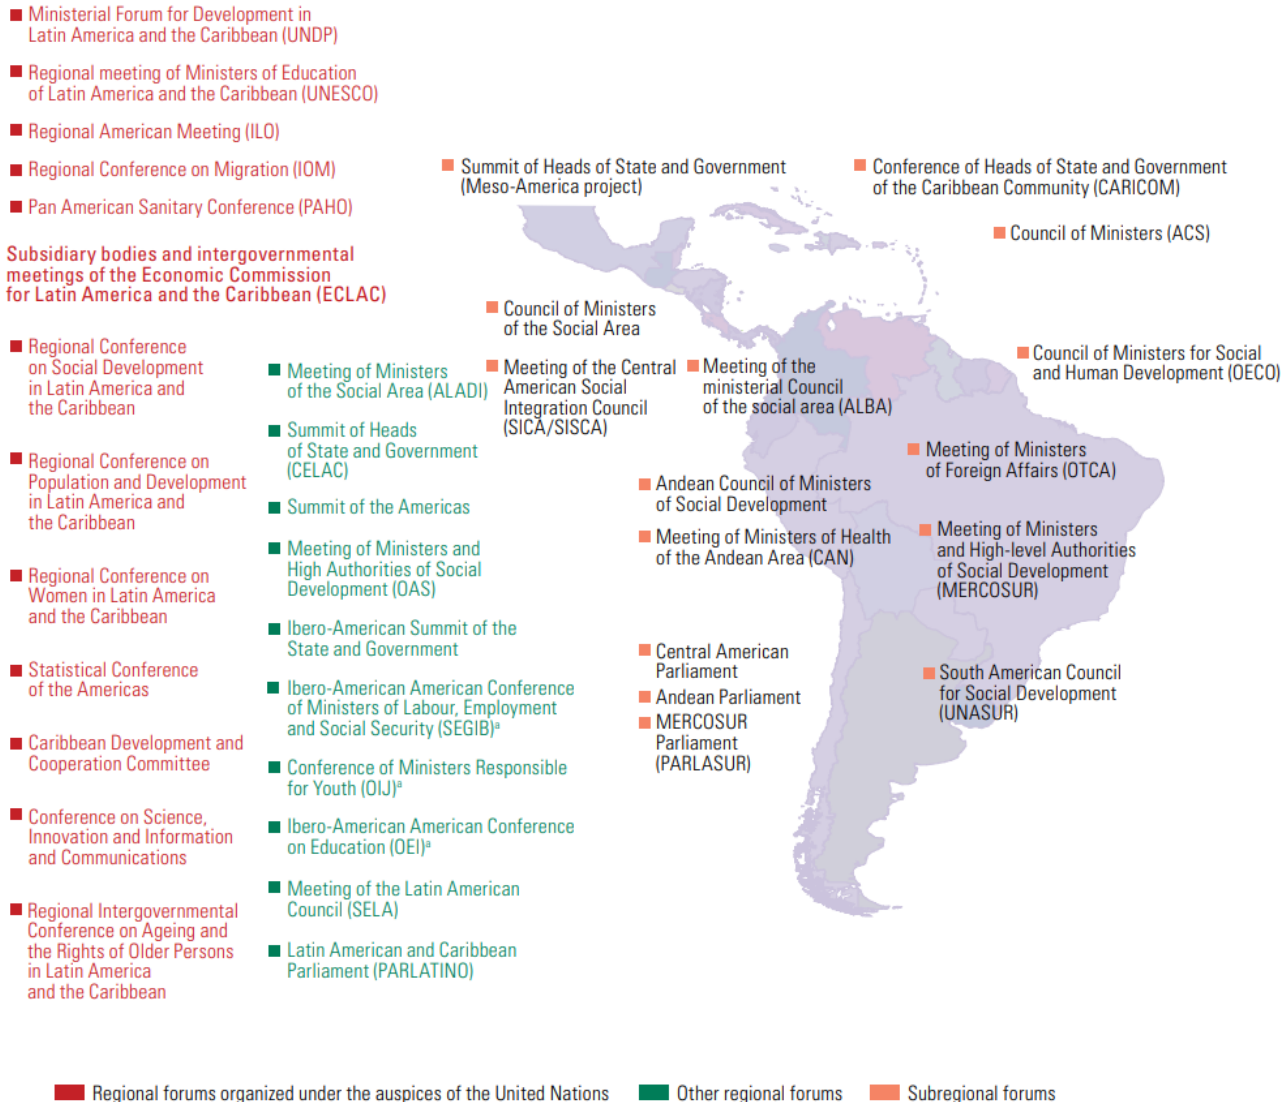 Ministerial Forum for Development in
Latin America and the Caribbean (UNDP)
Regional meeting of Ministers of Education
of Latin America and the Caribbean (UNESCO)
Regional American Meeting (ILO)
Regional Conference on Migration (IOM)
Pan American Sanitary Conference (PAHO)
Subsidiary bodies and intergovernmental
meetings of the Economic Commission
for Latin America and the Caribbean (ECLAC)
Regional Conference
on Social Development
in Latin America and
the Caribbean
Regional Conference on
Population and Development
in Latin America and
the Caribbean
Regional Conference on
Women in Latin America
and the Caribbean
Statistical Conference
of the Americas
Caribbean Development and
Cooperation Committee
Conference on Science,
Innovation and Information
and Communications
Regional Intergovernmental
Conference on Ageing and
the Rights of Older Persons
in Latin America
and the Caribbean
Meeting of Ministers
of the Social Area (ALADI)
Summit of Heads
of State and Government
(CELAC)
Summit of the Americas
Meeting of Ministers and
High Authorities of Social
Development (OAS)
Ibero-American Summit of the
State and Government
Ibero-American American Conference
of Ministers of Labour, Employment
and Social Security (SEGIB)ª
Conference of Ministers Responsible
for Youth (OIJ)ª
Ibero-American American Conference
on Education (OEI)ª
Meeting of the Latin American
Council (SELA)
Latin American and Caribbean
Parliament (PARLATINO)
Summit of Heads of State and Government
(Meso-America project)
Conference of Heads of State and Government
of the Caribbean Community (CARICOM)
Council of Ministers (ACS)
Council of Ministers
of the Social Area
Meeting of the Central
American Social
Integration Council
(SICA/SISCA)
Meeting of the
ministerial Council
of the social area (ALBA)
Council of Ministers for Social
and Human Development (OECO)
Meeting of Ministers
of Foreign Affairs (OTCA)
Andean Council of Ministers
of Social Development
Meeting of Ministers of Health
of the Andean Area (CAN)
Meeting of Ministers
and High-level Authorities
of Social Development
(MERCOSUR)
Central American
Parliament
Andean Parliament
MERCOSUR
Parliament
(PARLASUR)
South American Council
for Social Development
(UNASUR)
Regional forums organized under the auspices of the United Nations
Other regional forums
Subregional forums